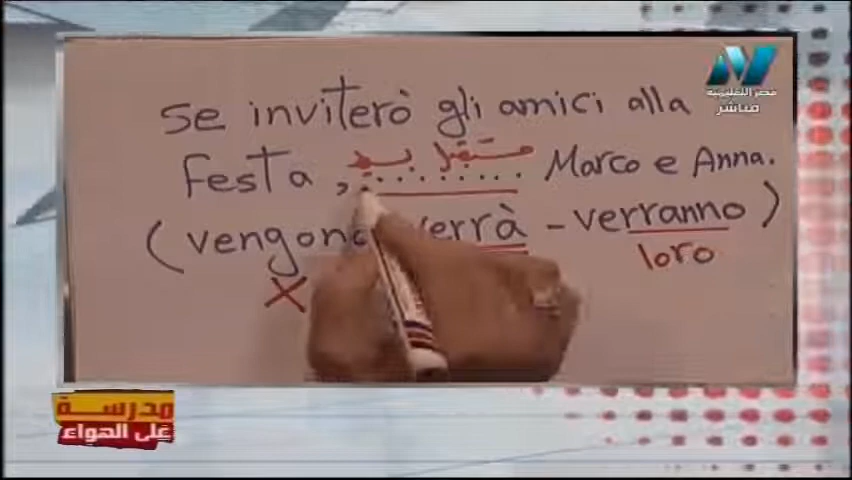 مصر التعليمية
مباشر
se inviterò gli amici alla
festa , .......... Marco e Anna.
مستقبل بسيط
(vengono verrà - verranno)
X
loro
مدرسة
على الهواء